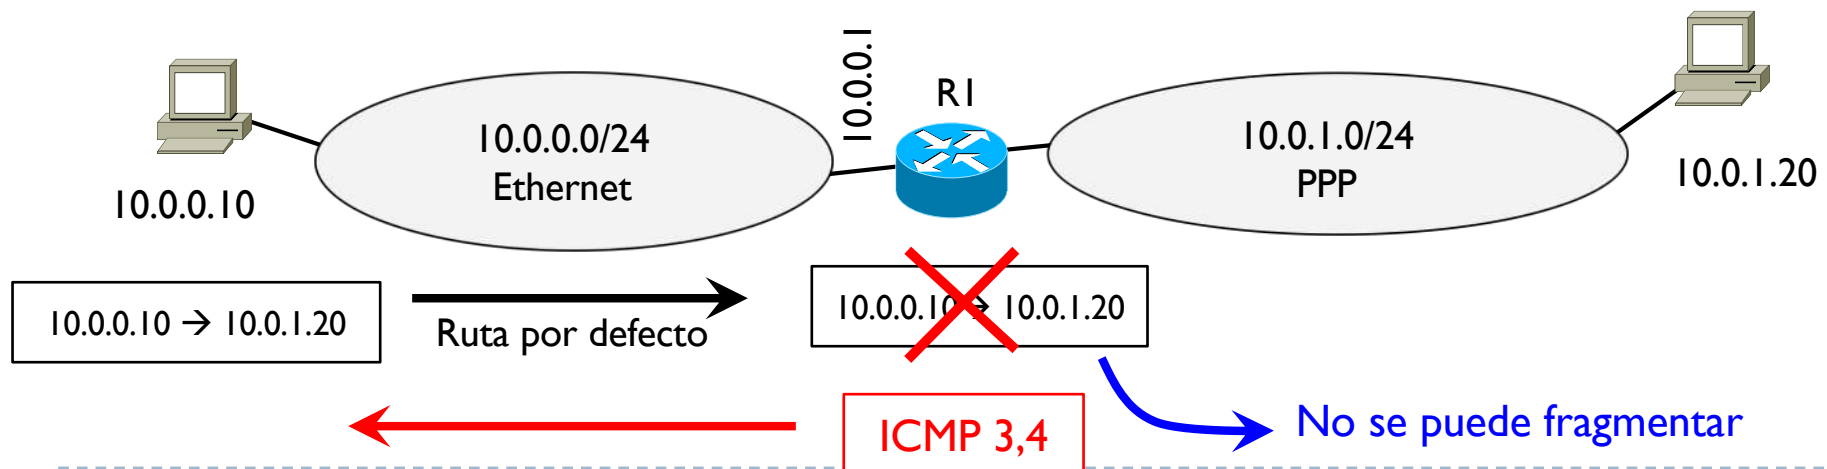 10.0.0.1
R1
10.0.0.0/24
Ethernet
10.0.1.0/24
PPP
10.0.0.10
10.0.1.20
10.0.0.10 → 10.0.1.20
Ruta por defecto
10.0.0.10 → 10.0.1.20
ICMP 3,4
No se puede fragmentar